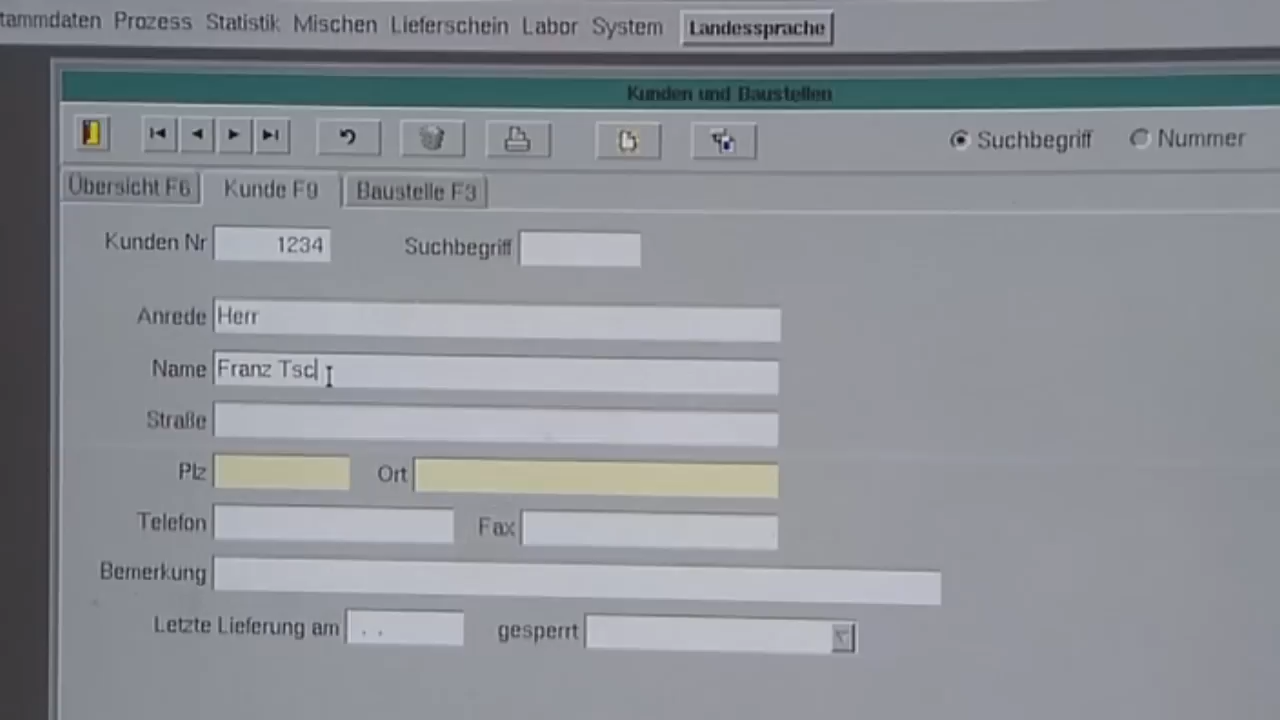 tammdaten Prozess Statistik Mischen Lieferschein Labor System Landessprache
Kunden und Baustellen
Suchbegriff Nummer
Übersicht F6 Kunde F9 Baustelle F3
Kunden Nr 1234 Suchbegriff
Anrede Herr
Name Franz Tsc
Straße
Plz Ort
Telefon Fax
Bemerkung
Letzte Lieferung am . . gesperrt